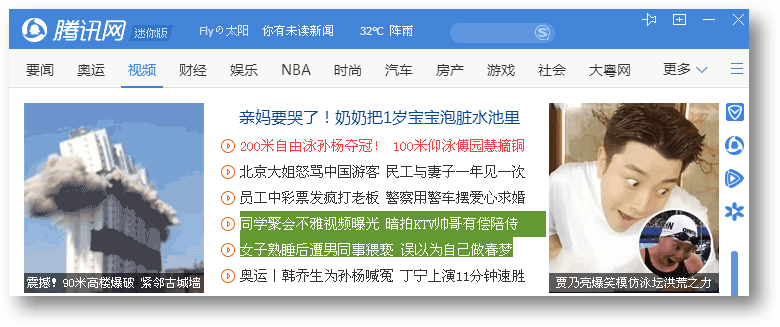 腾讯网 迷你版 Flyの太阳 你有未读新闻 32℃ 阵雨
要闻 奥运 视频 财经 娱乐 NBA 时尚 汽车 房产 游戏 社会 大粤网 更多
亲妈要哭了！奶奶把1岁宝宝泡脏水池里
200米自由泳孙杨夺冠！ 100米仰泳傅园慧摘铜
北京大姐怒骂中国游客 民工与妻子一年见一次
员工中彩票发疯打老板 警察用警车摆爱心求婚
同学聚会不雅视频曝光 暗拍KTV帅哥有偿陪侍
女子熟睡后遭男同事猥亵 误以为自己做春梦
奥运丨韩乔生为孙杨喊冤 丁宁上演11分钟速胜
震撼！90米高楼爆破 紧邻古城墙
贾乃亮爆笑模仿泳坛洪荒之力